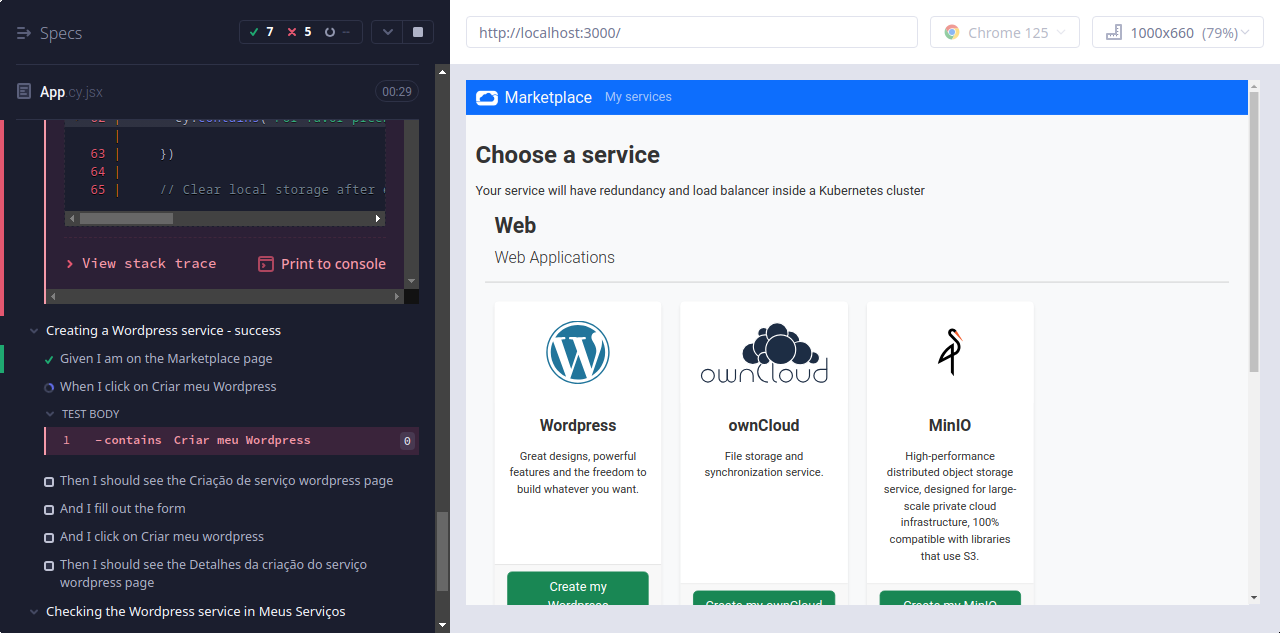 Specs
7
5
--
App.cy.jsx
00:29
62 |
|
63 | })
64 |
65 | // Clear local storage after
View stack trace
Print to console
Creating a Wordpress service - success
Given I am on the Marketplace page
When I click on Criar meu Wordpress
TEST BODY
1 -contains Criar meu Wordpress 0
Then I should see the Criação de serviço wordpress page
And I fill out the form
And I click on Criar meu wordpress
Then I should see the Detalhes da criação do serviço
wordpress page
Checking the Wordpress service in Meus Serviços
http://localhost:3000/
Chrome 125
1000x660 (79%)
Marketplace
My services
Choose a service
Your service will have redundancy and load balancer inside a Kubernetes cluster
Web
Web Applications
W
Wordpress
Great designs, powerful
features and the freedom to
build whatever you want.
Create my
Wordpress
ownCloud
ownCloud
File storage and
synchronization service.
Create my ownCloud
MinIO
High-performance
distributed object storage
service, designed for large-
scale private cloud
infrastructure, 100%
compatible with libraries
that use S3.
Create my MinIO